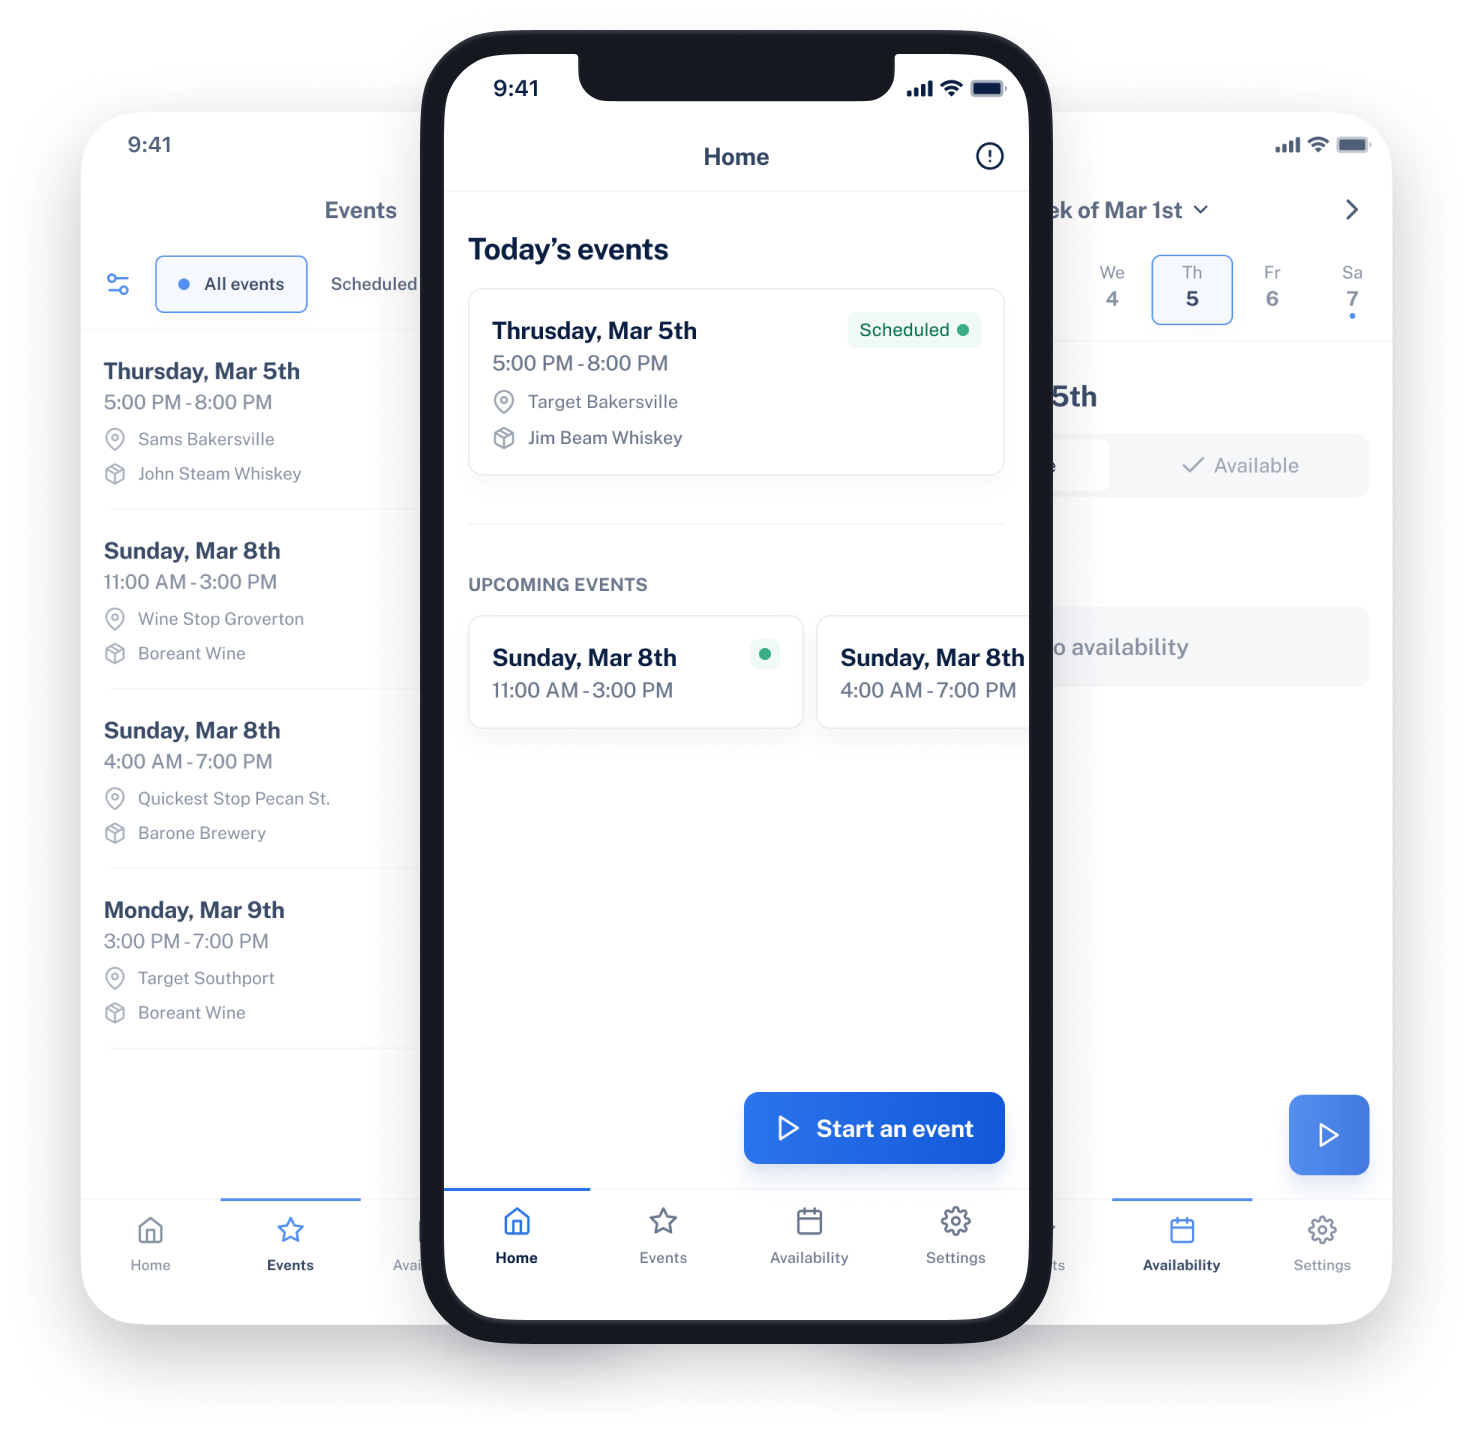 9:41
Events
All events
Scheduled
Thursday, Mar 5th
5:00 PM - 8:00 PM
Sams Bakersville
John Steam Whiskey
Sunday, Mar 8th
11:00 AM - 3:00 PM
Wine Stop Groverton
Boreant Wine
Sunday, Mar 8th
4:00 AM - 7:00 PM
Quickest Stop Pecan St.
Barone Brewery
Monday, Mar 9th
3:00 PM - 7:00 PM
Target Southport
Boreant Wine
Home
Events
Avai
9:41
Home
Today’s events
Thrusday, Mar 5th
Scheduled
5:00 PM - 8:00 PM
Target Bakersville
Jim Beam Whiskey
UPCOMING EVENTS
Sunday, Mar 8th
11:00 AM - 3:00 PM
Sunday, Mar 8th
4:00 AM - 7:00 PM
Start an event
Home
Events
Availability
Settings
ek of Mar 1st
We
Th
Fr
Sa
4
5
6
7
5th
e
Available
o availability
ts
Availability
Settings